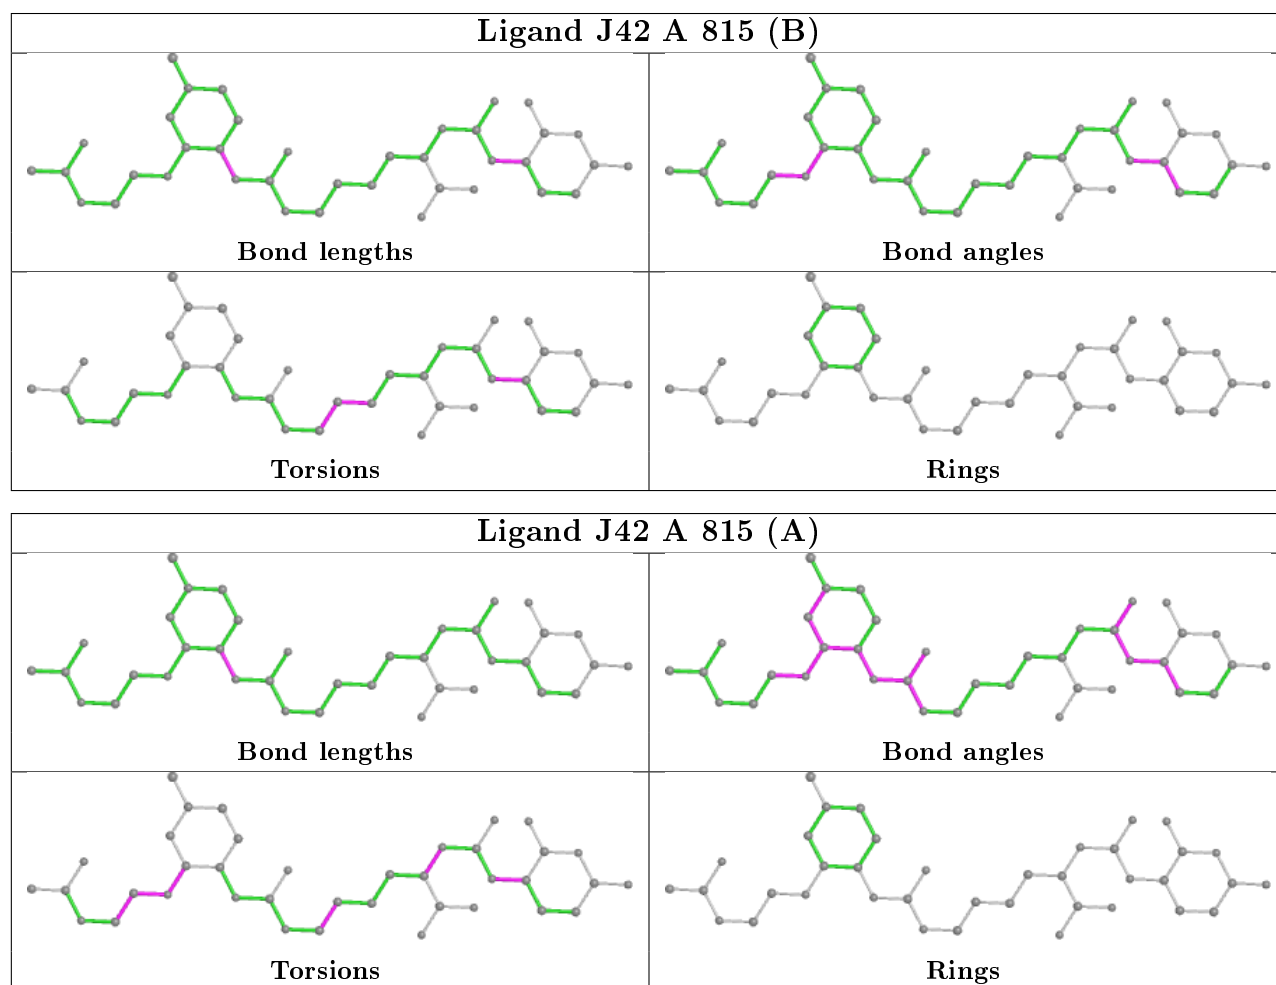 Ligand J42 A 815 (B)
Bond lengths
Bond angles
Torsions
Rings
Ligand J42 A 815 (A)
Bond lengths
Bond angles
Torsions
Rings